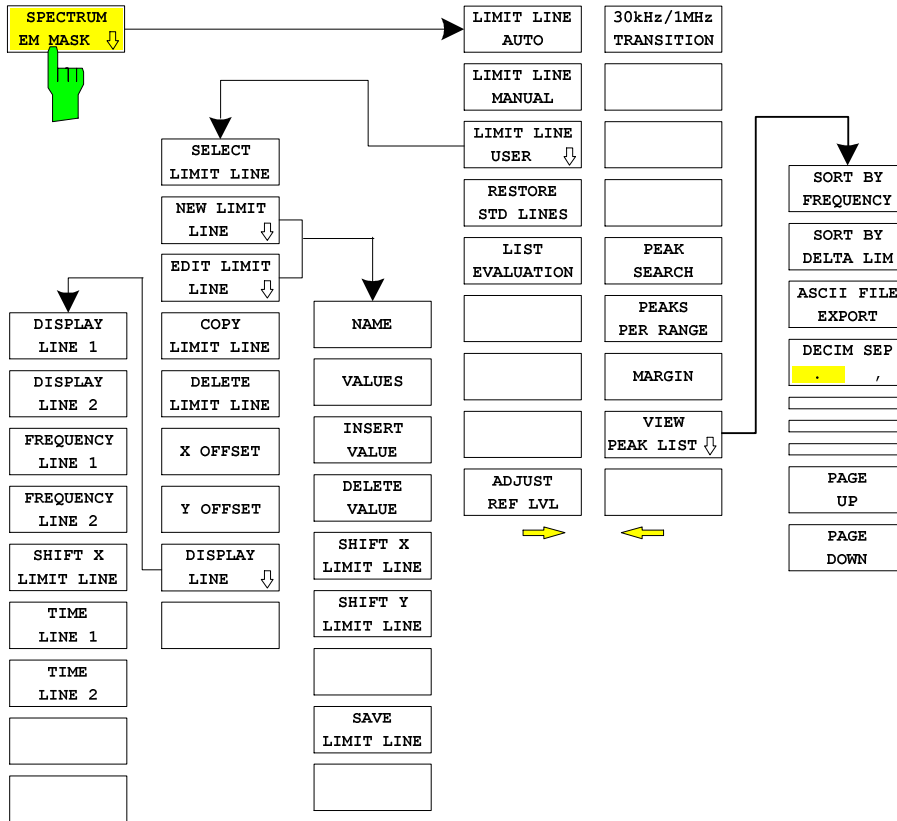 SPECTRUM
EM MASK
LIMIT LINE
AUTO
LIMIT LINE
MANUAL
LIMIT LINE
USER
RESTORE
STD LINES
LIST
EVALUATION
ADJUST
REF LVL
30kHz/1MHz
TRANSITION
PEAK
SEARCH
PEAKS
PER RANGE
MARGIN
VIEW
PEAK LIST
SORT BY
FREQUENCY
SORT BY
DELTA LIM
ASCII FILE
EXPORT
DECIM SEP
. ,
PAGE
UP
PAGE
DOWN
SELECT
LIMIT LINE
NEW LIMIT
LINE
EDIT LIMIT
LINE
COPY
LIMIT LINE
DELETE
LIMIT LINE
X OFFSET
Y OFFSET
DISPLAY
LINE
NAME
VALUES
INSERT
VALUE
DELETE
VALUE
SHIFT X
LIMIT LINE
SHIFT Y
LIMIT LINE
SAVE
LIMIT LINE
DISPLAY
LINE 1
DISPLAY
LINE 2
FREQUENCY
LINE 1
FREQUENCY
LINE 2
SHIFT X
LIMIT LINE
TIME
LINE 1
TIME
LINE 2